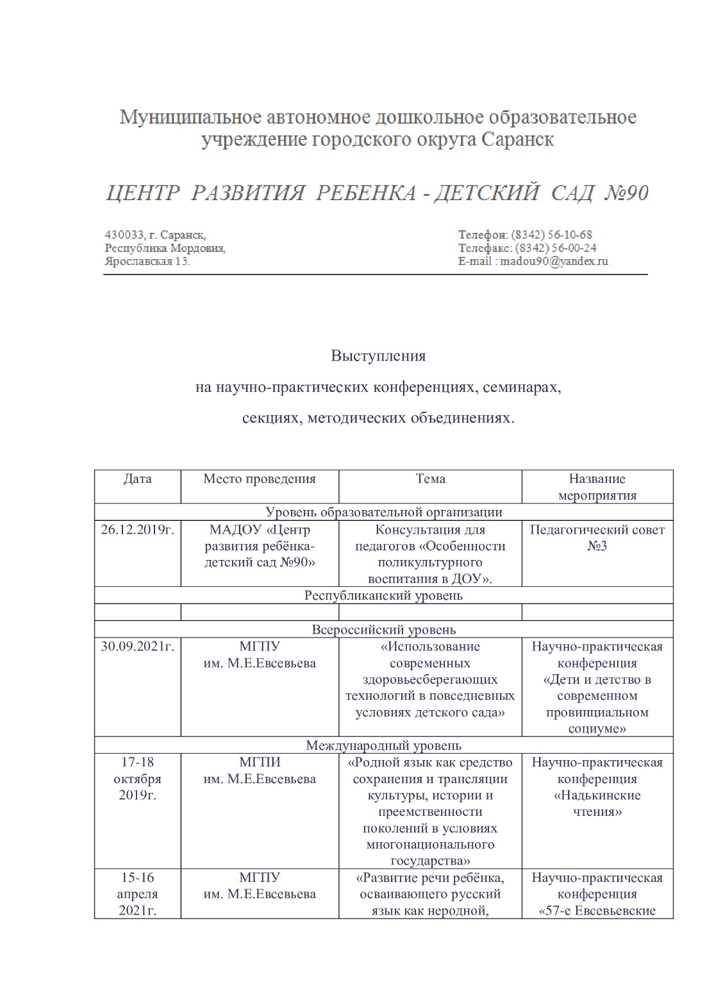 Муниципальное автономное дошкольное образовательное
учреждение городского округа Саранск
ЦЕНТР РАЗВИТИЯ РЕБЕНКА - ДЕТСКИЙ САД №90
430033, г. Саранск,
Республика Мордовия,
Ярославская 13.
Телефон: (8342) 56-10-68
Телефакс: (8342) 56-00-24
E-mail : madou90@yandex.ru
Выступления
на научно-практических конференциях, семинарах,
секциях, методических объединениях.
Дата
Место проведения
Тема
Название
мероприятия
Уровень образовательной организации
26.12.2019г.
МАДОУ «Центр
развития ребёнка-
детский сад №90»
Консультация для
педагогов «Особенности
поликультурного
воспитания в ДОУ».
Педагогический совет
№3
Республиканский уровень
Всероссийский уровень
30.09.2021г.
МГПУ
им. М.Е.Евсевьева
«Использование
современных
здоровьесберегающих
технологий в повседневных
условиях детского сада»
Научно-практическая
конференция
«Дети и детство в
современном
провинциальном
социуме»
Международный уровень
17-18
октября
2019г.
МГПИ
им. М.Е.Евсевьева
«Родной язык как средство
сохранения и трансляции
культуры, истории и
преемственности
поколений в условиях
многонационального
государства»
Научно-практическая
конференция
«Надькинские
чтения»
15-16
апреля
2021г.
МГПУ
им. М.Е.Евсевьева
«Развитие речи ребёнка,
осваивающего русский
язык как неродной,
Научно-практическая
конференция
«57-е Евсевьевские